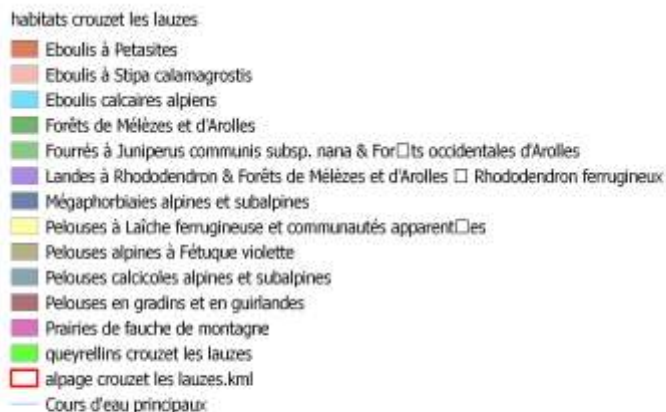 habitats crouzet les lauzes
Eboulis à Petasites
Eboulis à Stipa calamagrostis
Eboulis calcaires alpiens
Forêts de Mélèzes et d'Arolles
Fourrés à Juniperus communis subsp. nana & For□ts occidentales d'Arolles
Landes à Rhododendron & Forêts de Mélèzes et d'Arolles □ Rhododendron ferrugineux
Mégaphorbiaies alpines et subalpines
Pelouses à Laîche ferrugineuse et communautés apparent□es
Pelouses alpines à Fétuque violette
Pelouses calcicoles alpines et subalpines
Pelouses en gradins et en guirlandes
Prairies de fauche de montagne
queyrellins crouzet les lauzes
alpage crouzet les lauzes.kml
Cours d'eau principaux